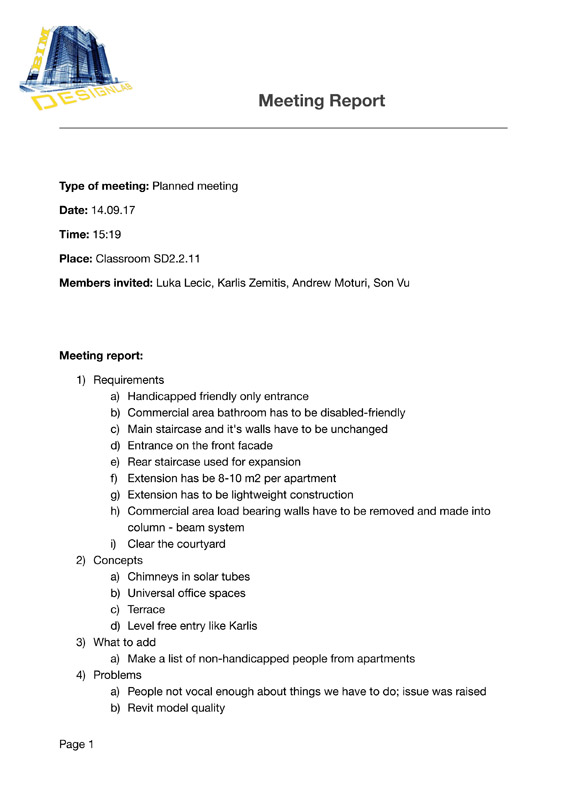 BIM
DESIGNLAB
Meeting Report
Type of meeting: Planned meeting
Date: 14.09.17
Time: 15:19
Place: Classroom SD2.2.11
Members invited: Luka Lecic, Karlis Zemitis, Andrew Moturi, Son Vu
Meeting report:
1) Requirements
a) Handicapped friendly only entrance
b) Commercial area bathroom has to be disabled-friendly
c) Main staircase and it's walls have to be unchanged
d) Entrance on the front facade
e) Rear staircase used for expansion
f) Extension has be 8-10 m2 per apartment
g) Extension has to be lightweight construction
h) Commercial area load bearing walls have to be removed and made into
column - beam system
i) Clear the courtyard
2) Concepts
a) Chimneys in solar tubes
b) Universal office spaces
c) Terrace
d) Level free entry like Karlis
3) What to add
a) Make a list of non-handicapped people from apartments
4) Problems
a) People not vocal enough about things we have to do; issue was raised
b) Revit model quality
Page 1